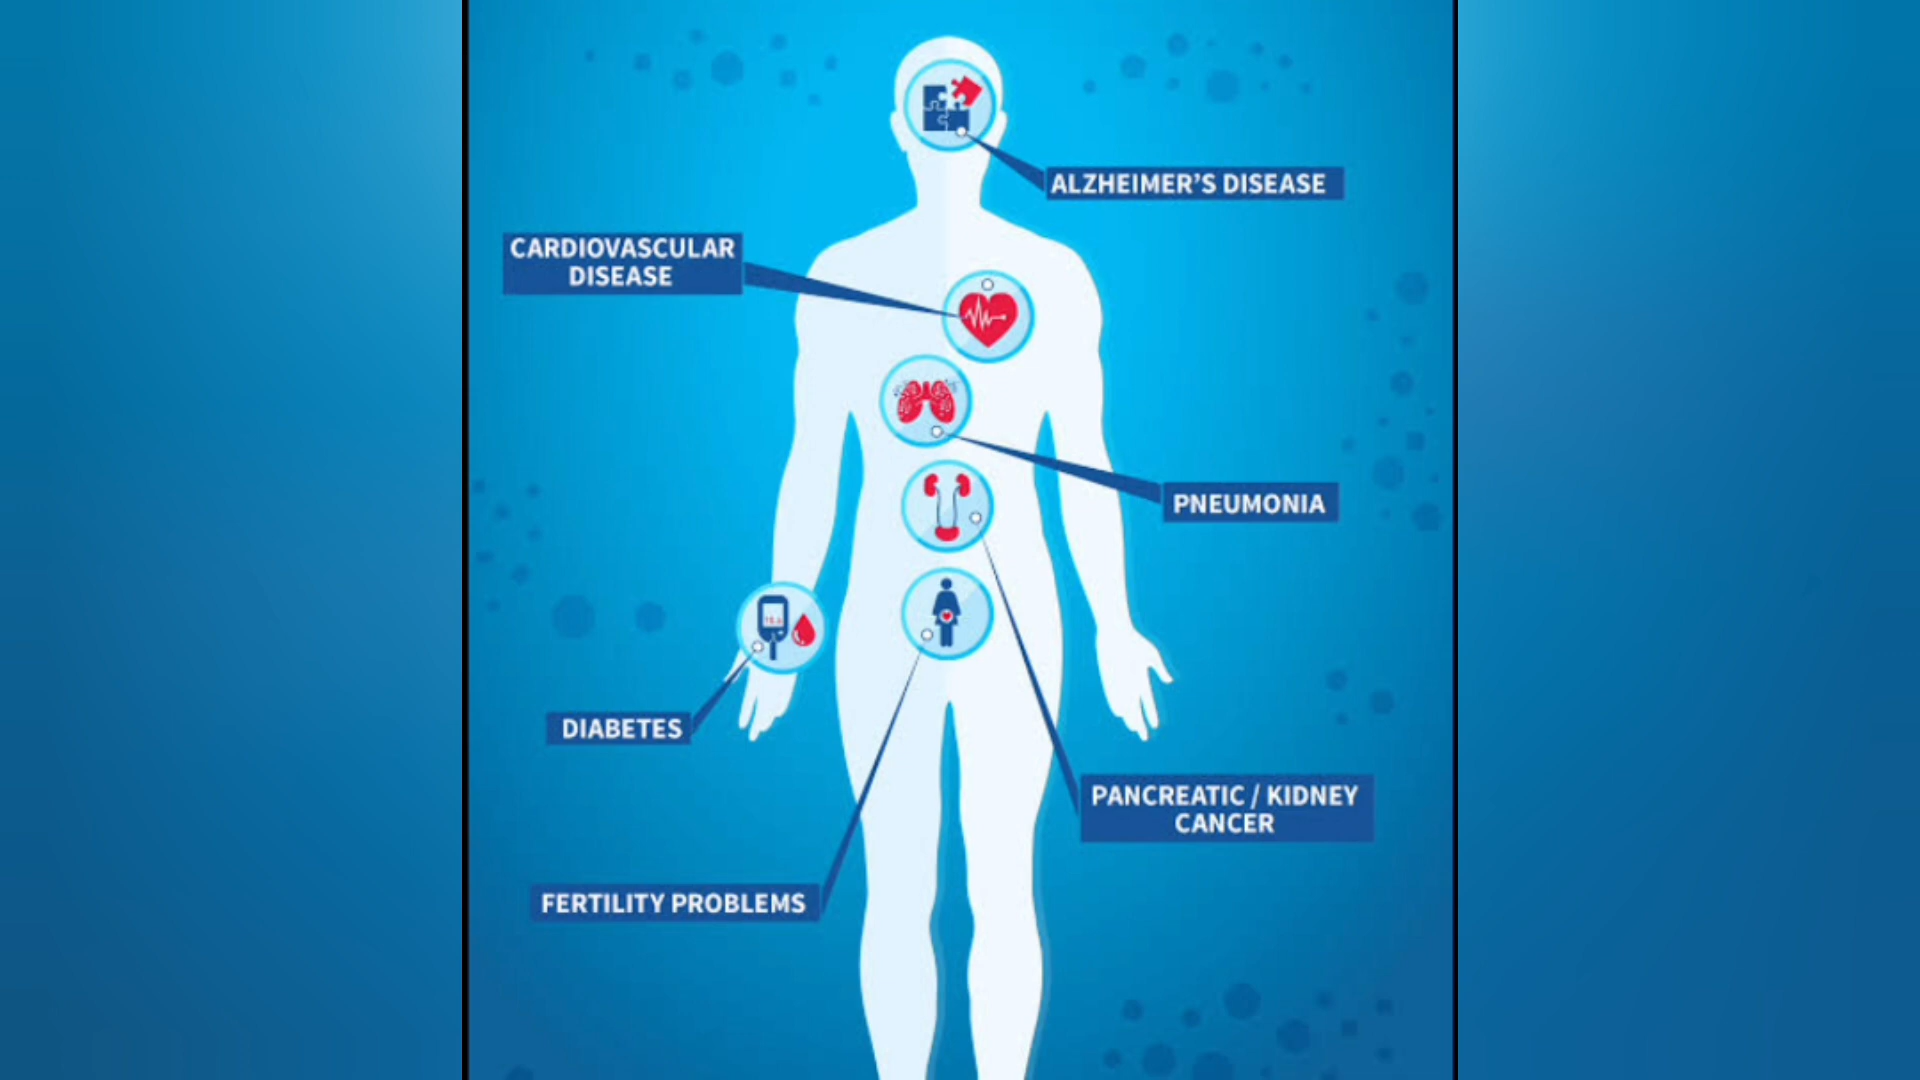 ALZHEIMER'S DISEASE
CARDIOVASCULAR
DISEASE
PNEUMONIA
DIABETES
PANCREATIC / KIDNEY
CANCER
FERTILITY PROBLEMS